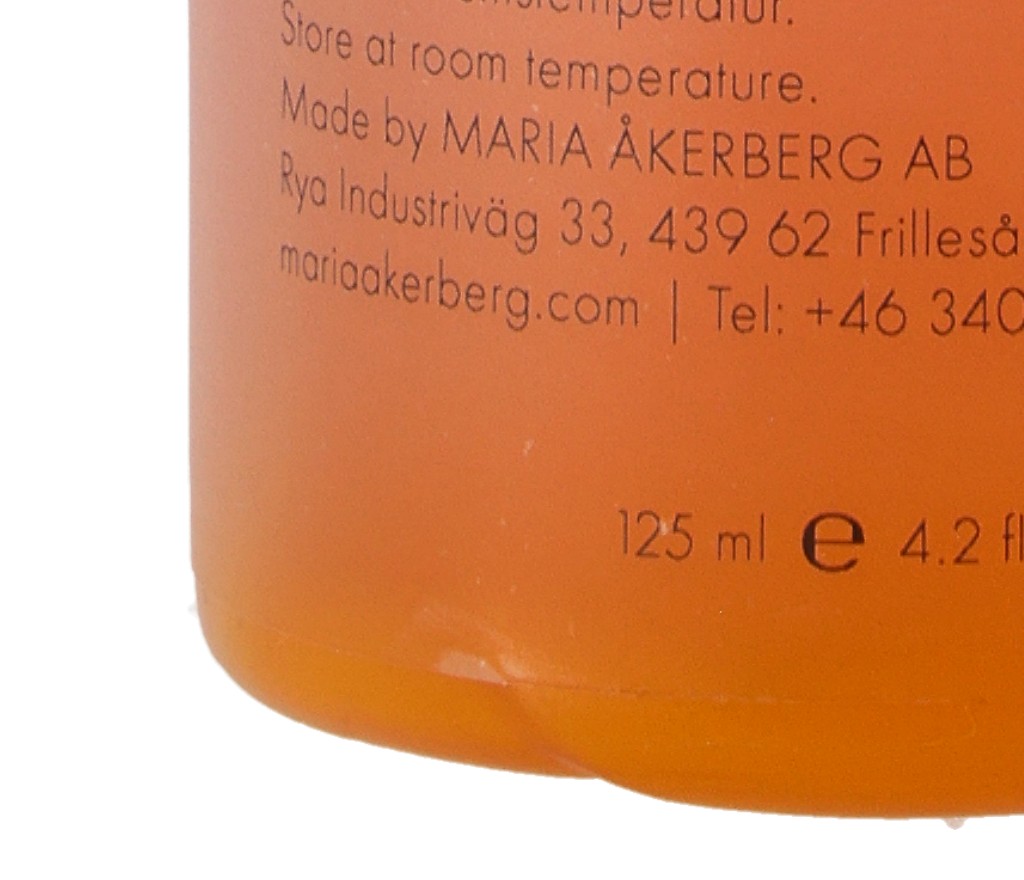 Store at room temperature.
Made by MARIA ÅKERBERG AB
Rya Industriväg 33, 439 62 Frilleså
mariaakerberg.com | Tel: +46 340
125 ml e 4.2 fl